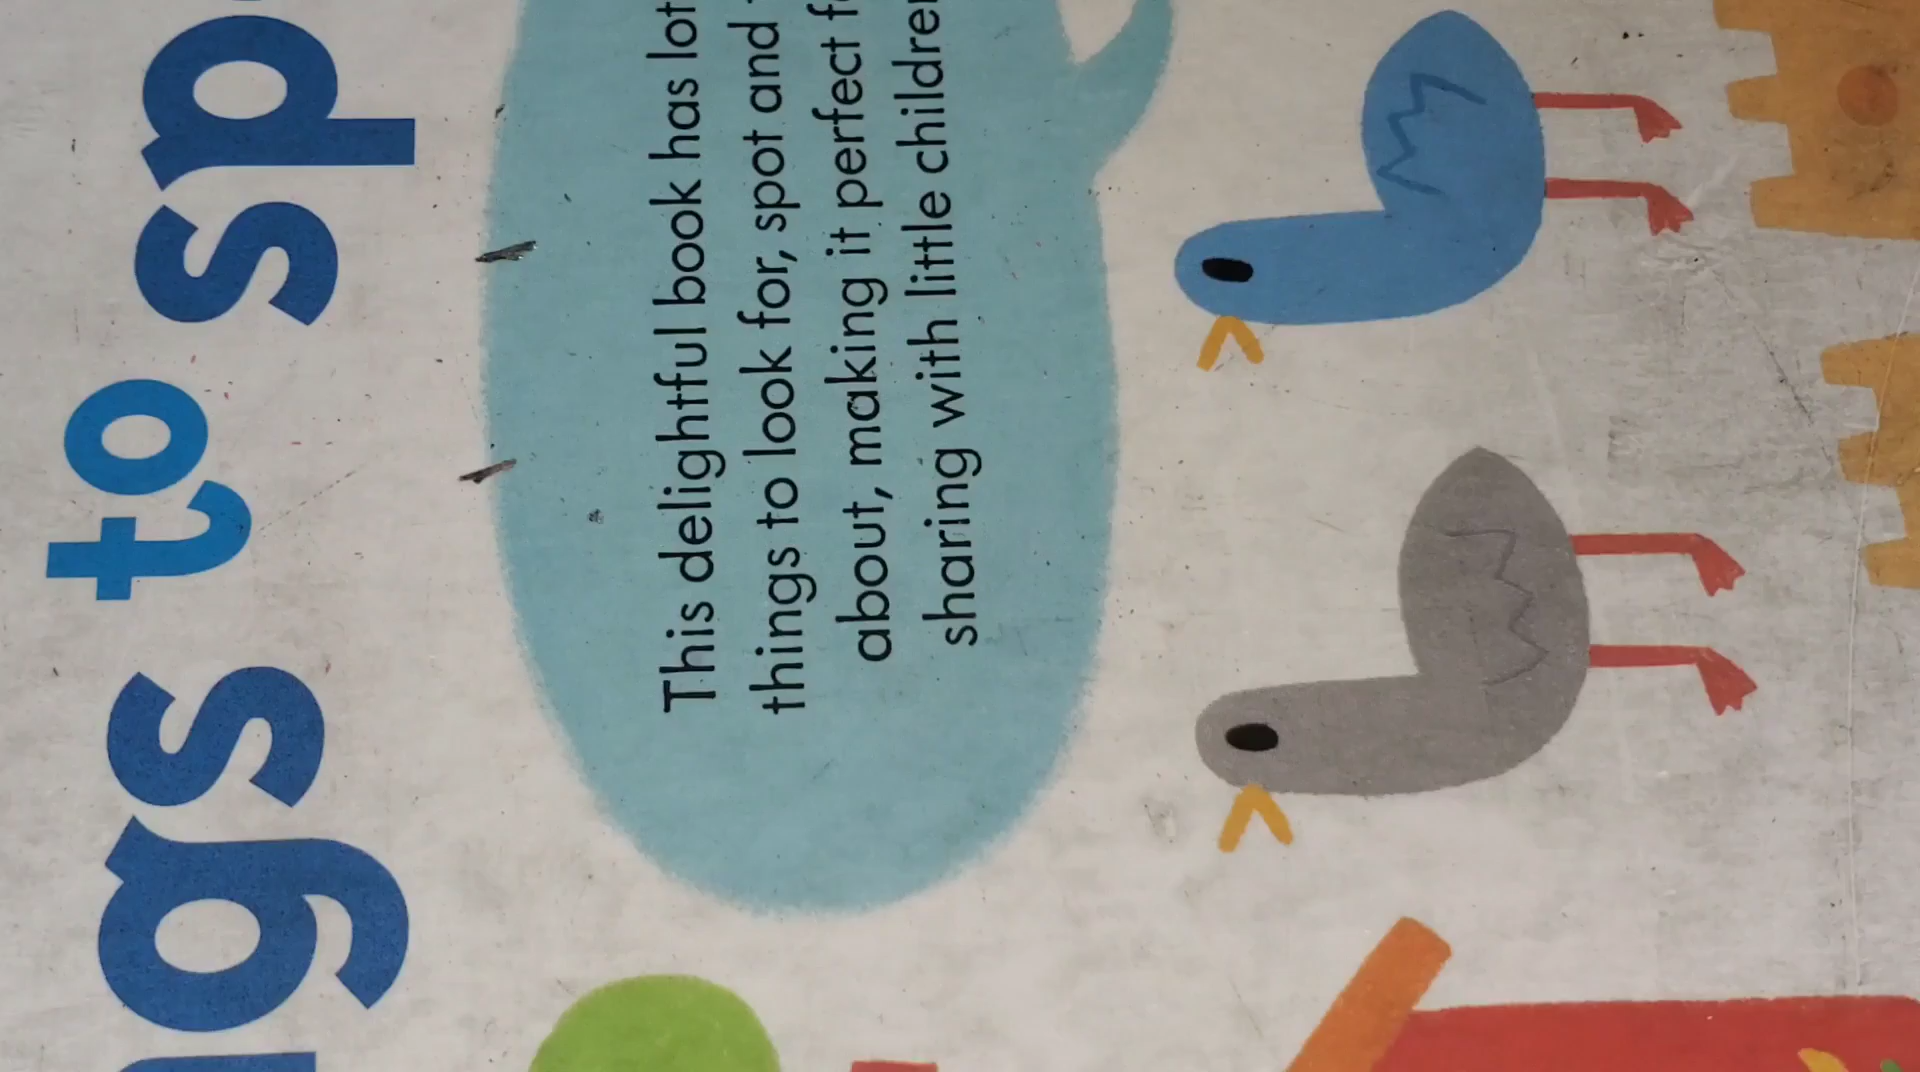 ngs to sp
This delightful book has lot
things to look for, spot and
about, making it perfect f
sharing with little childre